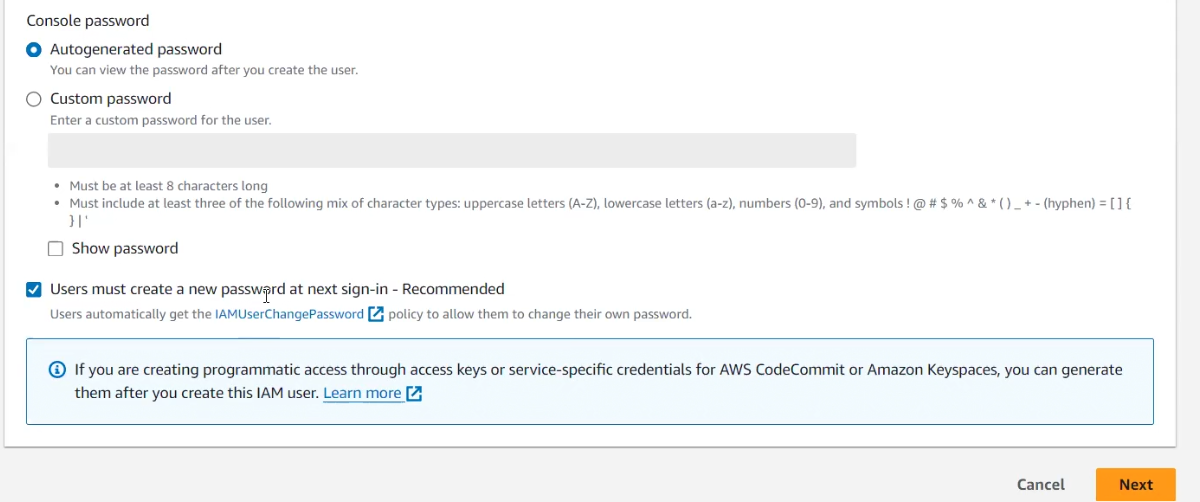 Console password
Autogenerated password
You can view the password after you create the user.
Custom password
Enter a custom password for the user.
• Must be at least 8 characters long
• Must include at least three of the following mix of character types: uppercase letters (A-Z), lowercase letters (a-z), numbers (0-9), and symbols ! @ # $ % ^ & * ( ) _ + - (hyphen) = [ ] {
} | '
Show password
Users must create a new password at next sign-in - Recommended
Users automatically get the IAMUserChangePassword policy to allow them to change their own password.
If you are creating programmatic access through access keys or service-specific credentials for AWS CodeCommit or Amazon Keyspaces, you can generate
them after you create this IAM user. Learn more
Cancel
Next